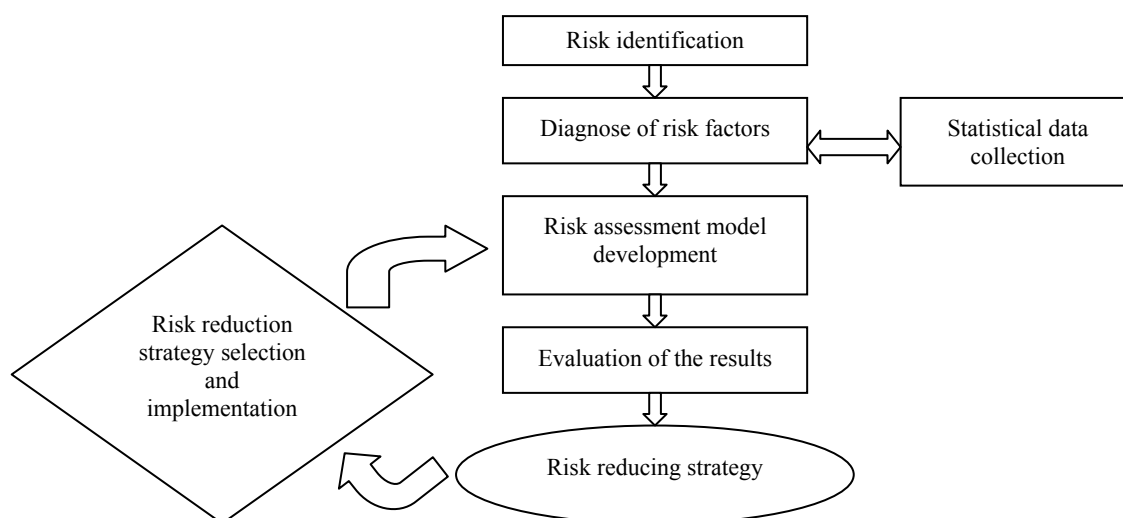 Risk identification
Diagnose of risk factors
Statistical data
collection
Risk assessment model
development
Risk reduction
strategy selection
and
implementation
Evaluation of the results
Risk reducing strategy